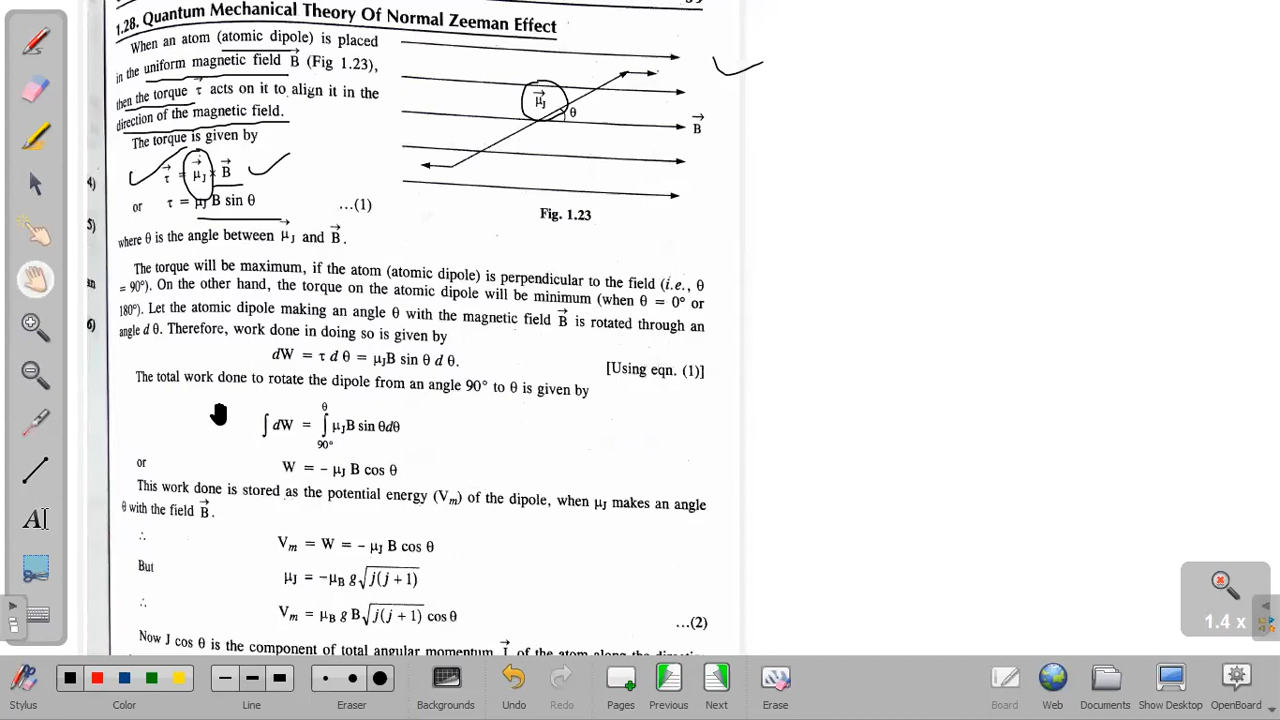 1.28. Quantum Mechanical Theory Of Normal Zeeman Effect
When an atom (atomic dipole) is placed
in the uniform magnetic field B⃗ (Fig 1.23),
then the torque τ⃗ acts on it to align it in the
direction of the magnetic field.
The torque is given by
τ⃗ = μ⃗J × B⃗
4)
or τ = μJ B sin θ ...(1)
5)
where θ is the angle between μ⃗J and B⃗.
μ⃗J
θ
B⃗
Fig. 1.23
The torque will be maximum, if the atom (atomic dipole) is perpendicular to the field (i.e., θ
an
= 90°). On the other hand, the torque on the atomic dipole will be minimum (when θ = 0° or
180°). Let the atomic dipole making an angle θ with the magnetic field B⃗ is rotated through an
6)
angle d θ. Therefore, work done in doing so is given by
dW = τ d θ = μJB sin θ d θ. [Using eqn. (1)]
The total work done to rotate the dipole from an angle 90° to θ is given by
∫ dW = ∫90°^θ μJB sin θdθ
or W = – μJ B cos θ
This work done is stored as the potential energy (Vm) of the dipole, when μJ makes an angle
θ with the field B⃗.
∴ Vm = W = – μJ B cos θ
But μJ = –μB g√j(j + 1)
∴ Vm = μB g B√j(j + 1) cos θ ...(2)
Now J cos θ is the component of total angular momentum J⃗ of the atom along the
1.4 x
Stylus
Color
Line
Eraser
Backgrounds
Undo
Redo
Pages
Previous
Next
Erase
Board
Web
Documents
Show Desktop
OpenBoard